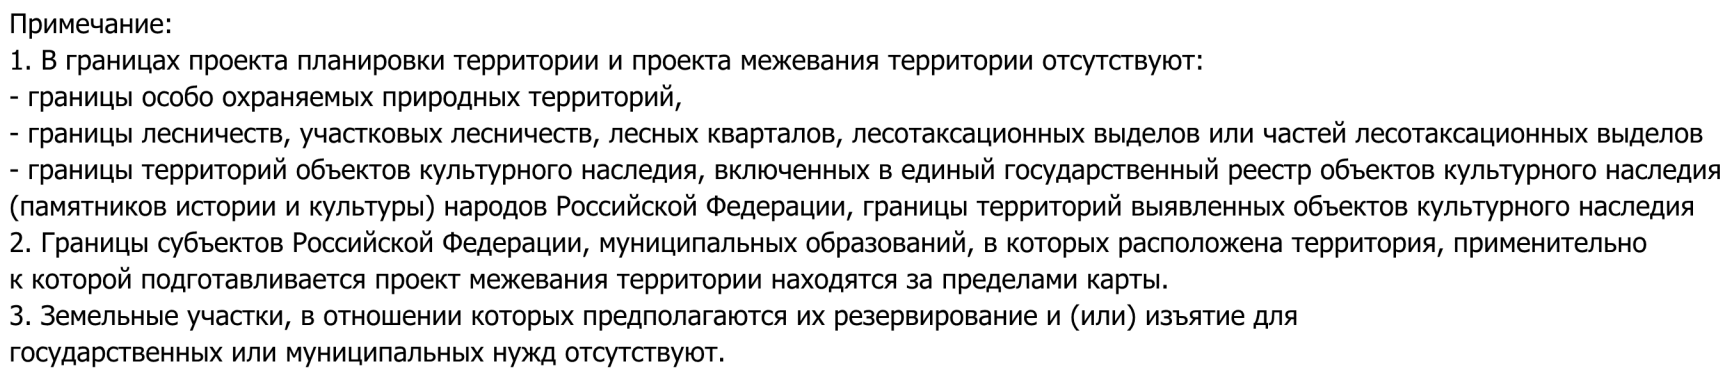 Примечание:
1. В границах проекта планировки территории и проекта межевания территории отсутствуют:
- границы особо охраняемых природных территорий,
- границы лесничеств, участковых лесничеств, лесных кварталов, лесотаксационных выделов или частей лесотаксационных выделов
- границы территорий объектов культурного наследия, включенных в единый государственный реестр объектов культурного наследия
(памятников истории и культуры) народов Российской Федерации, границы территорий выявленных объектов культурного наследия
2. Границы субъектов Российской Федерации, муниципальных образований, в которых расположена территория, применительно
к которой подготавливается проект межевания территории находятся за пределами карты.
3. Земельные участки, в отношении которых предполагаются их резервирование и (или) изъятие для
государственных или муниципальных нужд отсутствуют.